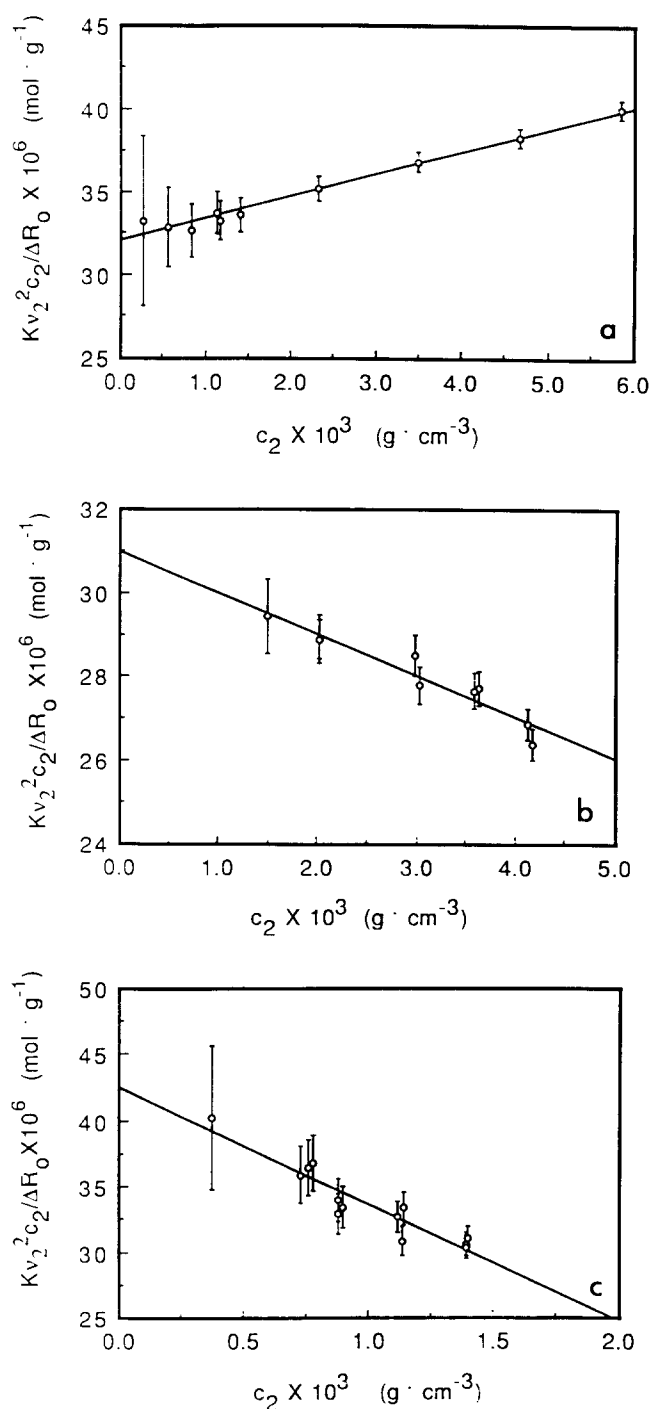 45
40
35
30
25
Kν₂²c₂/ΔR₀ X 10⁶ (mol · g⁻¹)
a
0.0 1.0 2.0 3.0 4.0 5.0 6.0
c₂ X 10³ (g · cm⁻³)
32
30
28
26
24
Kν₂²c₂/ΔR₀ X10⁶ (mol · g⁻¹)
b
0.0 1.0 2.0 3.0 4.0 5.0
c₂ X 10³ (g · cm⁻³)
50
45
40
35
30
25
Kν₂²c₂/ΔR₀X10⁶ (mol · g⁻¹)
c
0.0 0.5 1.0 1.5 2.0
c₂ X 10³ (g · cm⁻³)